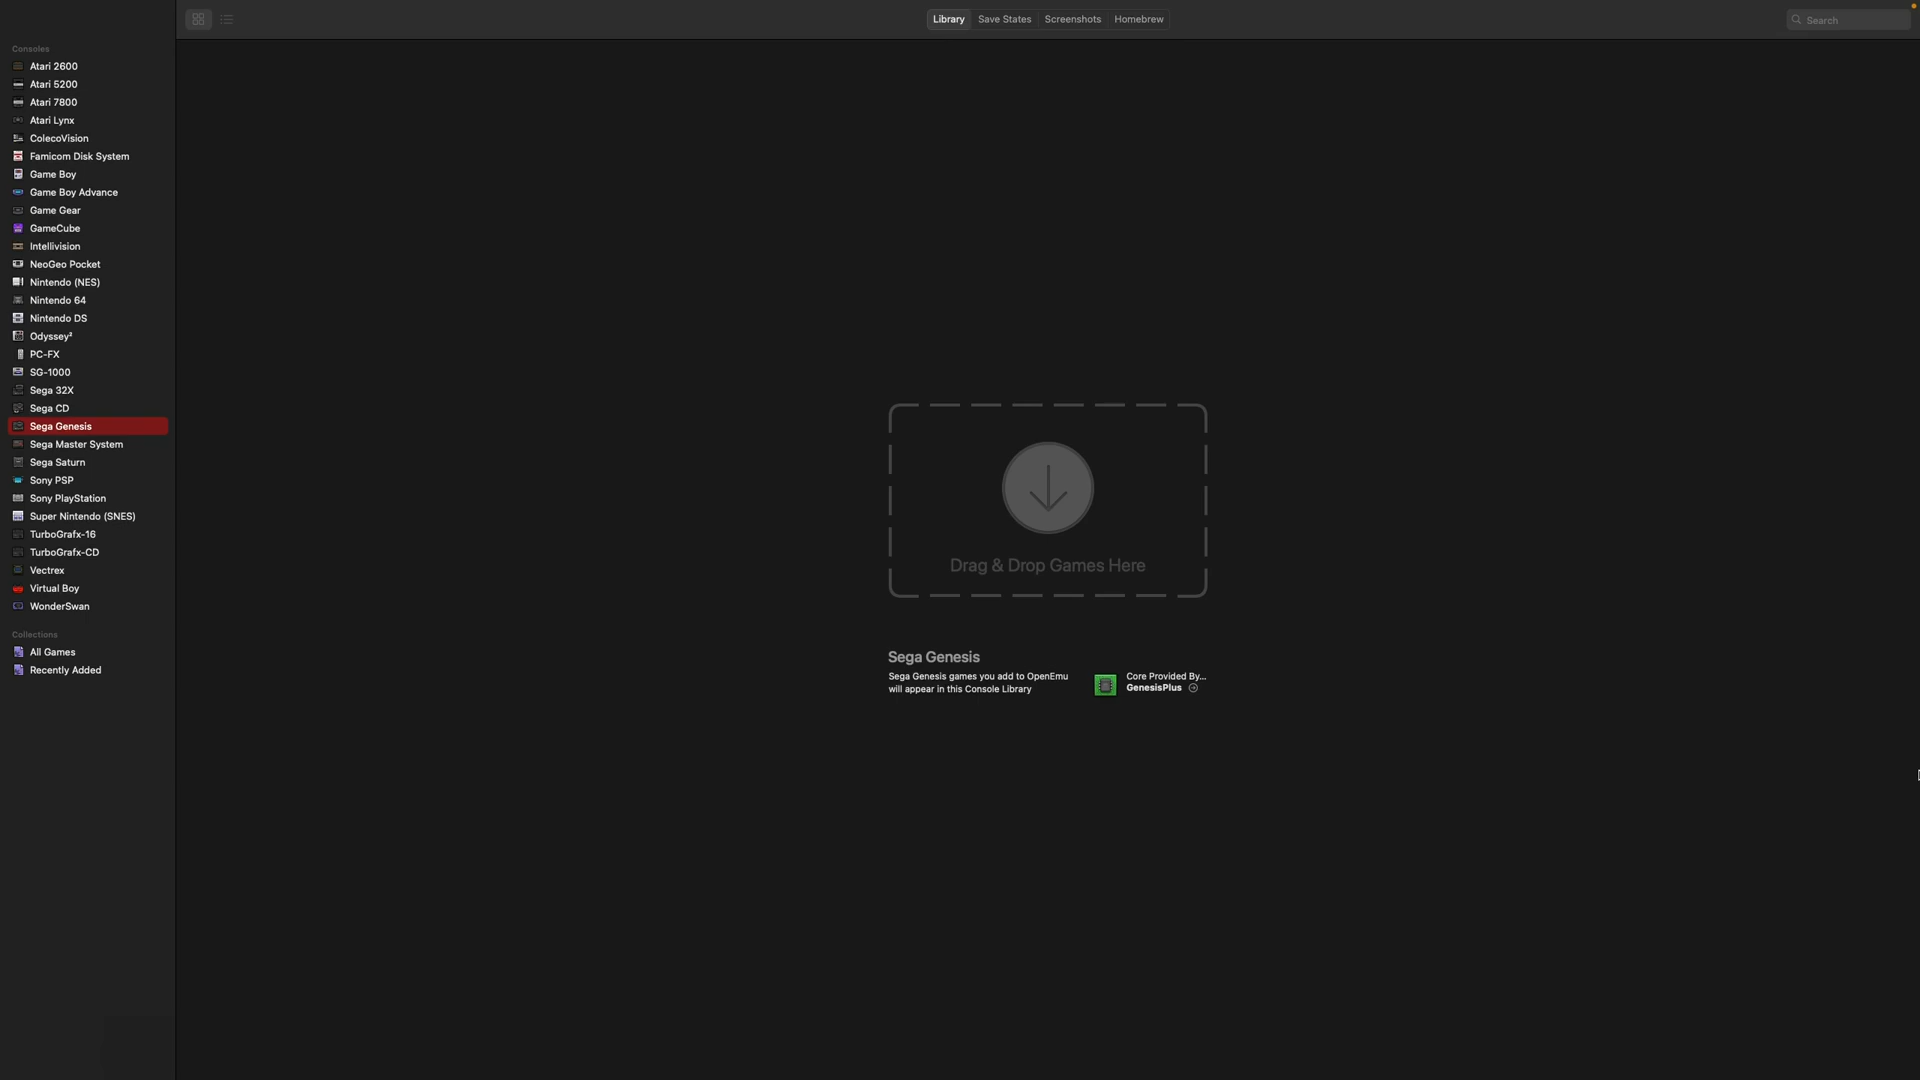 Library
Save States
Screenshots
Homebrew
Search
Consoles
Atari 2600
Atari 5200
Atari 7800
Atari Lynx
ColecoVision
Famicom Disk System
Game Boy
Game Boy Advance
Game Gear
GameCube
Intellivision
NeoGeo Pocket
Nintendo (NES)
Nintendo 64
Nintendo DS
Odyssey²
PC-FX
SG-1000
Sega 32X
Sega CD
Sega Genesis
Sega Master System
Sega Saturn
Sony PSP
Sony PlayStation
Super Nintendo (SNES)
TurboGrafx-16
TurboGrafx-CD
Vectrex
Virtual Boy
WonderSwan
Collections
All Games
Recently Added
Drag & Drop Games Here
Sega Genesis
Sega Genesis games you add to OpenEmu
will appear in this Console Library
Core Provided By...
GenesisPlus